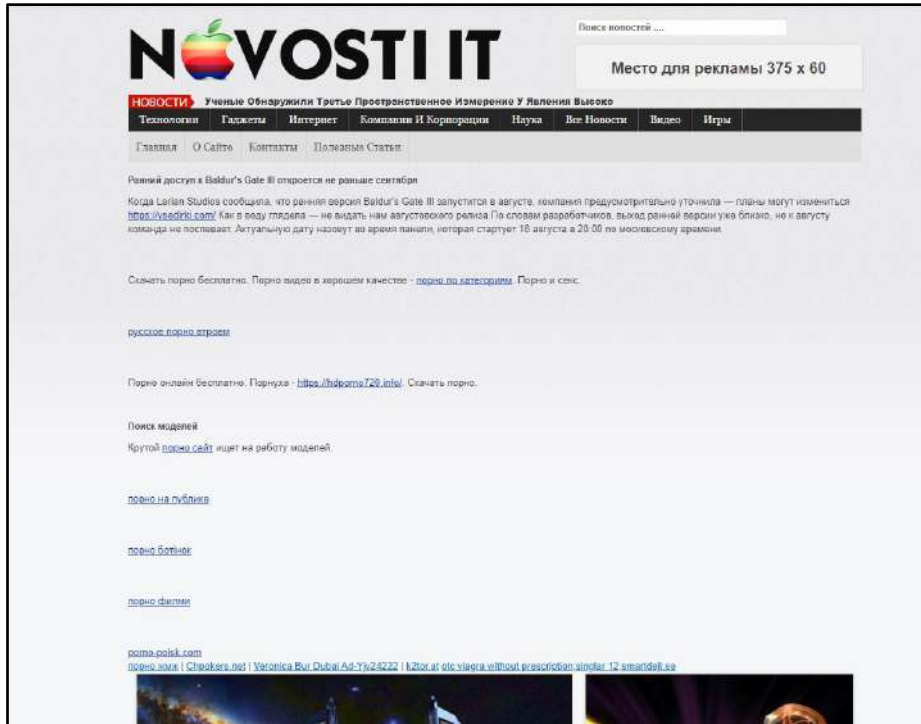 NOVOSTI IT
Поиск новостей ....
Место для рекламы 375 x 60
НОВОСТИ Ученые Обнаружили Третье Пространственное Измерение У Явления Высоко
Технологии Гаджеты Интернет Компании И Корпорации Наука Все Новости Видео Игры
Главная О Сайте Контакты Полезные Статьи
Ранний доступ к Baldur's Gate III откроется не раньше сентября
Когда Larian Studios сообщила, что ранняя версия Baldur's Gate III запустится в августе, компания предусмотрительно уточнила — планы могут измениться
Как в воду глядела — не видать нам августовского релиза По словам разработчиков, выход ранней версии уже близко, но к августу
команда не поспевает. Актуальную дату назовут во время панели, которая стартует 18 августа в 20:00 по московскому времени.
Скачать порно бесплатно. Порно видео в хорошем качестве - порно по категориям. Порно и секс.
русское порно втроем
Порно онлайн бесплатно. Порнуха - https://hdporno720.info/. Скачать порно.
Поиск моделей
Крутой порно сайт ищет на работу моделей.
порно на публике
порно ботінок
порно филми
porna-poisk.com
порно жмж | Chpokers.net | Veronica Bur Dubai | k2tor.at otc viagra without prescription,singlar 12,smartdelt.se